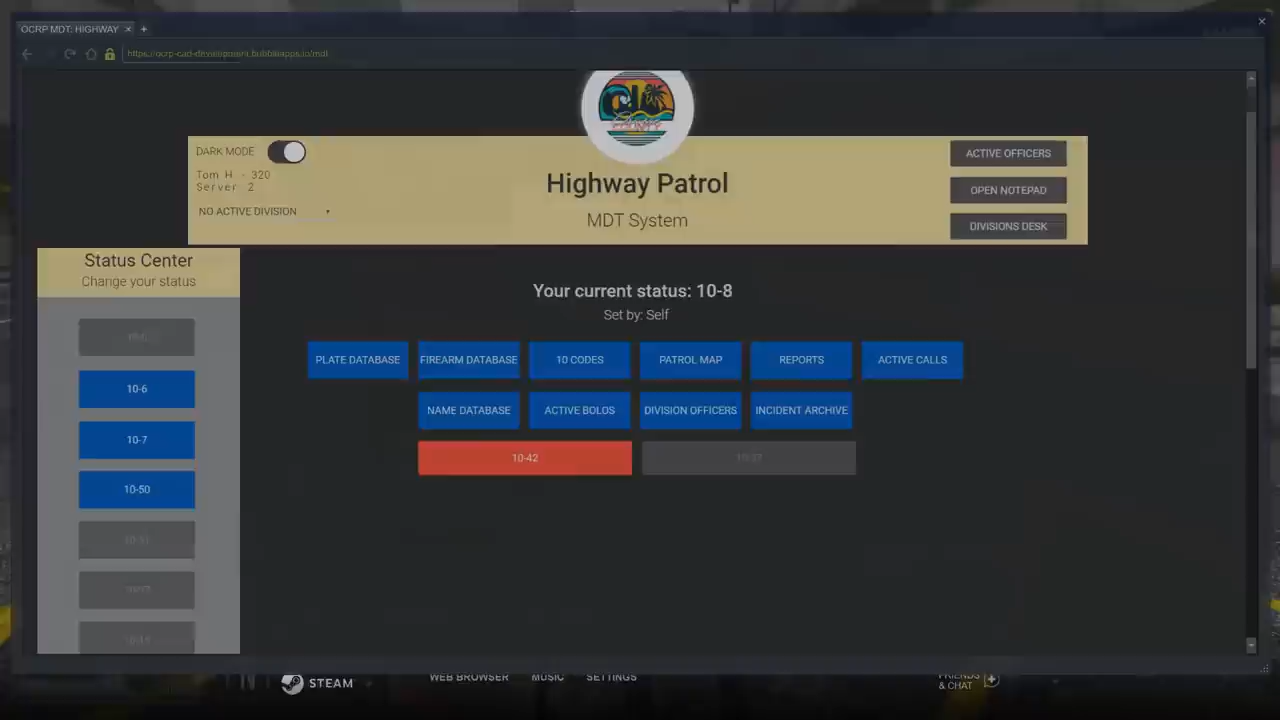 OCRP MDT: HIGHWAY
DARK MODE
Tom H - 320
Server 2
NO ACTIVE DIVISION
Highway Patrol
MDT System
ACTIVE OFFICERS
OPEN NOTEPAD
DIVISIONS DESK
Status Center
Change your status
10-6
10-7
10-50
Your current status: 10-8
Set by: Self
PLATE DATABASE
FIREARM DATABASE
10 CODES
PATROL MAP
REPORTS
ACTIVE CALLS
NAME DATABASE
ACTIVE BOLOS
DIVISION OFFICERS
INCIDENT ARCHIVE
10-42
STEAM
WEB BROWSER
MUSIC
SETTINGS
FRIENDS
& CHAT